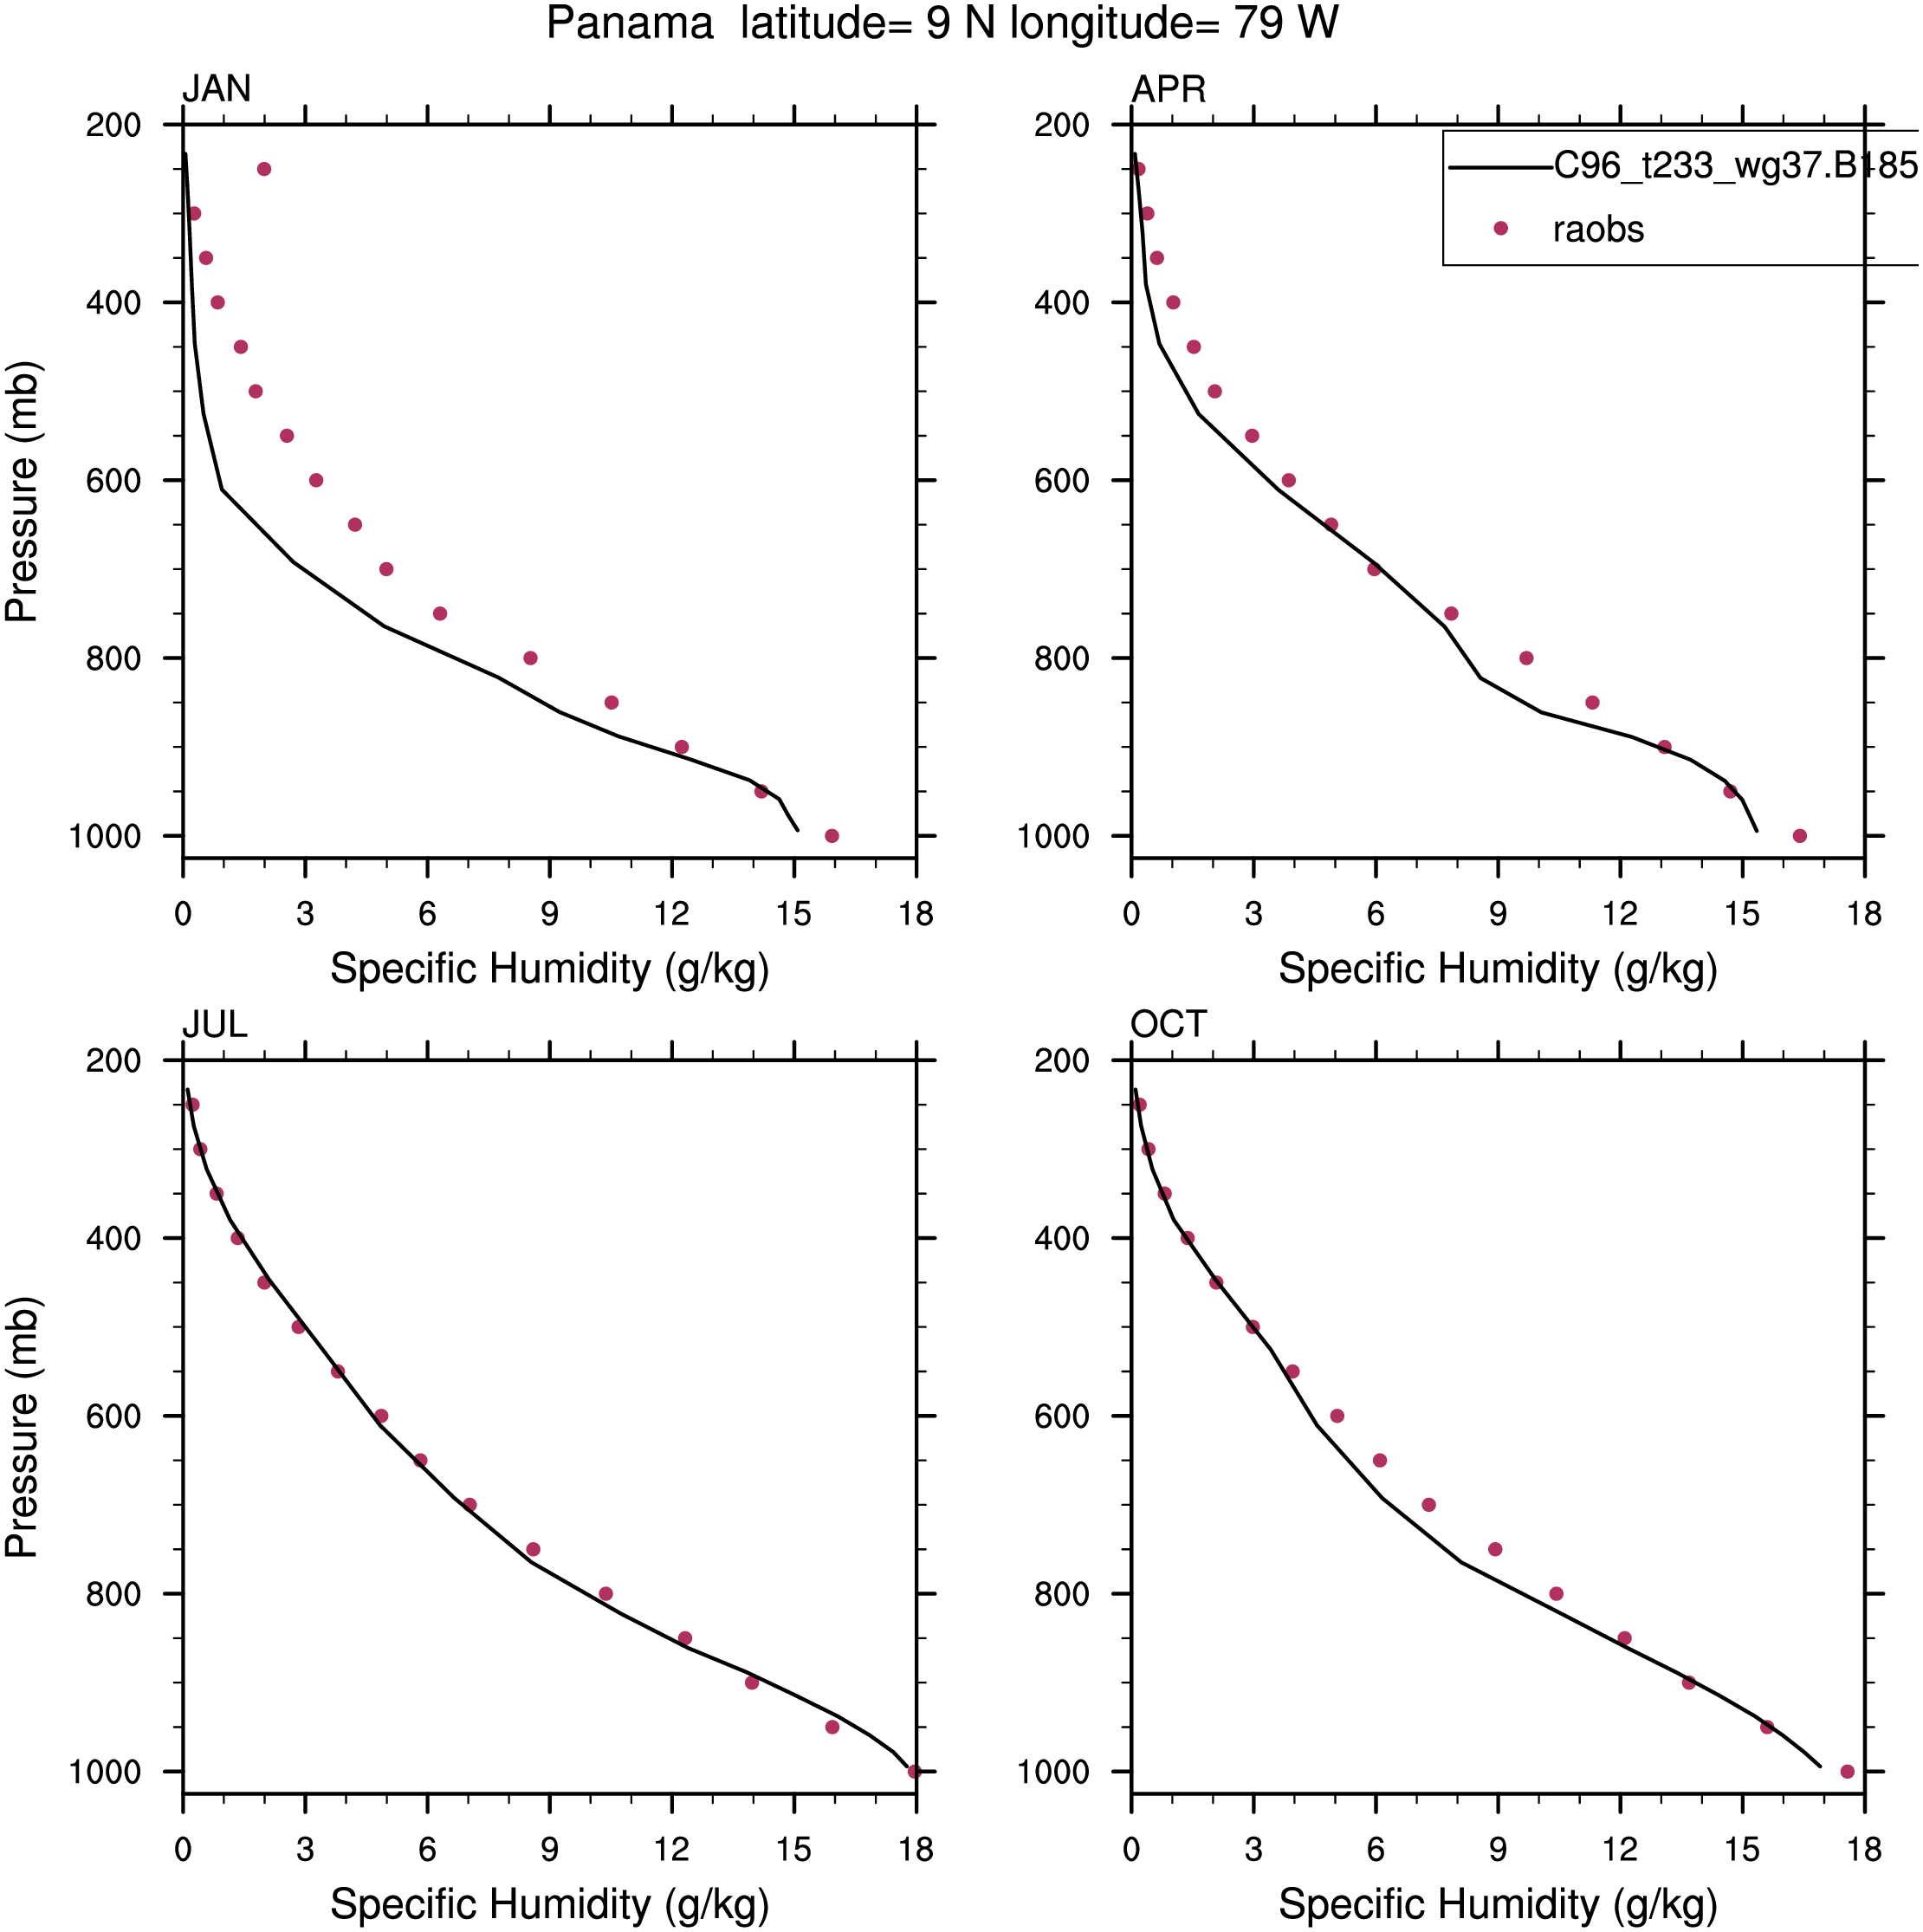 Panama latitude= 9 N longitude= 79 W
JAN
APR
200
400
600
800
1000
Pressure (mb)
0 3 6 9 12 15 18
Specific Humidity (g/kg)
200
400
600
800
1000
C96_t233_wg37.B185
raobs
0 3 6 9 12 15 18
Specific Humidity (g/kg)
JUL
OCT
200
400
600
800
1000
Pressure (mb)
0 3 6 9 12 15 18
Specific Humidity (g/kg)
200
400
600
800
1000
0 3 6 9 12 15 18
Specific Humidity (g/kg)